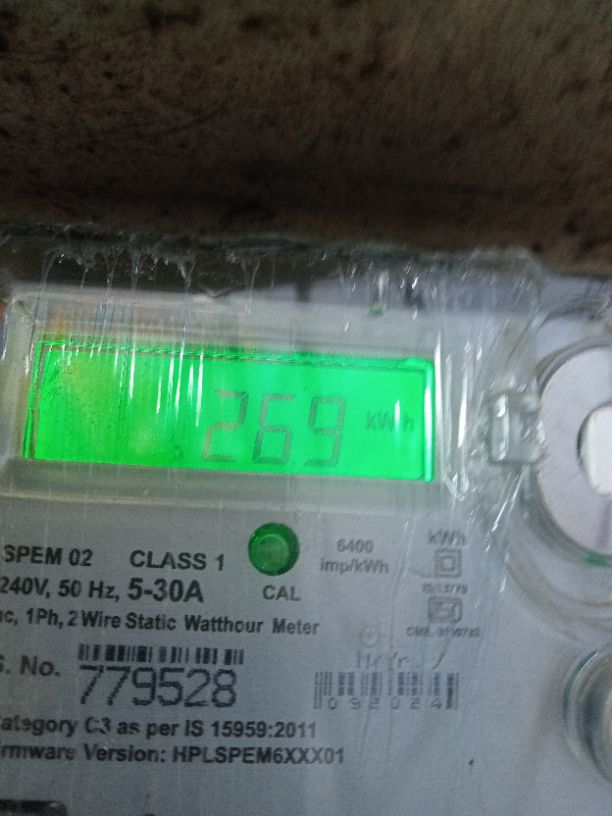 269 kWh
SPEM 02 CLASS 1
6400
imp/kWh
kWh
240V, 50 Hz, 5-30A
CAL
1Ph, 2 Wire Static Watthour Meter
S. No. 779528
M/Yr /
092024
Category C3 as per IS 15959:2011
Firmware Version: HPLSPEM6XXX01